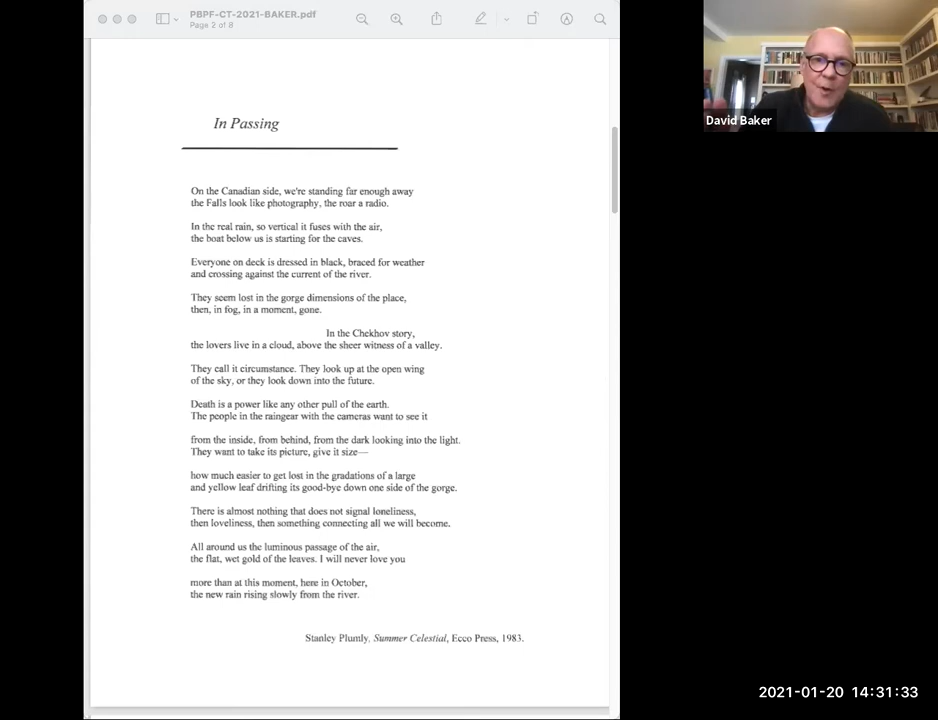 PBPF-CT-2021-BAKER.pdf
Page 2 of 8
In Passing
On the Canadian side, we're standing far enough away
the Falls look like photography, the roar a radio.
In the real rain, so vertical it fuses with the air,
the boat below us is starting for the caves.
Everyone on deck is dressed in black, braced for weather
and crossing against the current of the river.
They seem lost in the gorge dimensions of the place,
then, in fog, in a moment, gone.
In the Chekhov story,
the lovers live in a cloud, above the sheer witness of a valley.
They call it circumstance. They look up at the open wing
of the sky, or they look down into the future.
Death is a power like any other pull of the earth.
The people in the raingear with the cameras want to see it
from the inside, from behind, from the dark looking into the light.
They want to take its picture, give it size—
how much easier to get lost in the gradations of a large
and yellow leaf drifting its good-bye down one side of the gorge.
There is almost nothing that does not signal loneliness,
then loveliness, then something connecting all we will become.
All around us the luminous passage of the air,
the flat, wet gold of the leaves. I will never love you
more than at this moment, here in October,
the new rain rising slowly from the river.
Stanley Plumly, Summer Celestial, Ecco Press, 1983.
David Baker
2021-01-20 14:31:33